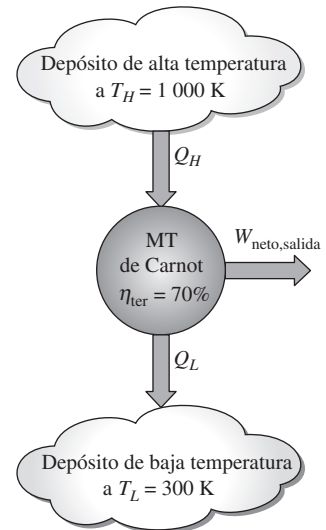 Depósito de alta temperatura
a T_H = 1 000 K
Q_H
MT
de Carnot
η_ter = 70%
W_neto,salida
Q_L
Depósito de baja temperatura
a T_L = 300 K